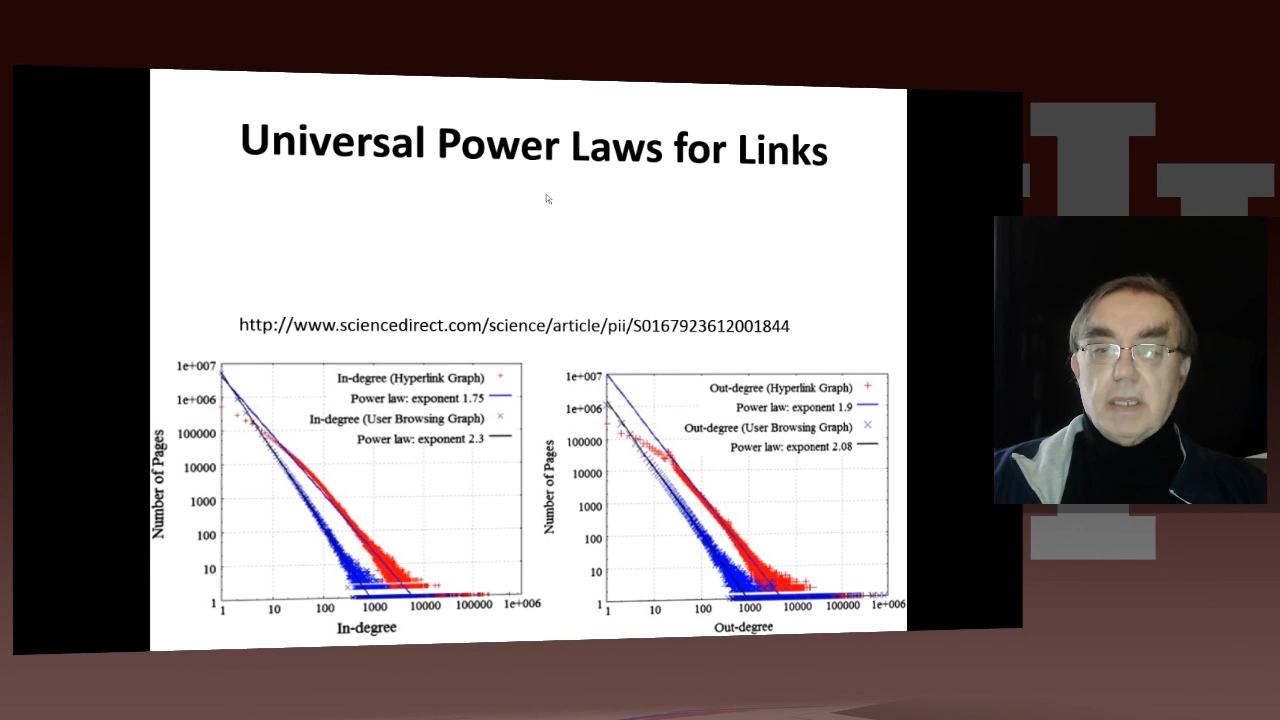 Universal Power Laws for Links
http://www.sciencedirect.com/science/article/pii/S0167923612001844
1e+007
1e+006
100000
10000
1000
100
10
1
Number of Pages
In-degree (Hyperlink Graph)
Power law: exponent 1.75
In-degree (User Browsing Graph)
Power law: exponent 2.3
1 10 100 1000 10000 100000 1e+006
In-degree
1e+007
1e+006
100000
10000
1000
100
10
1
Number of Pages
Out-degree (Hyperlink Graph)
Power law: exponent 1.9
Out-degree (User Browsing Graph)
Power law: exponent 2.08
1 10 100 1000 10000 100000 1e+006
Out-degree